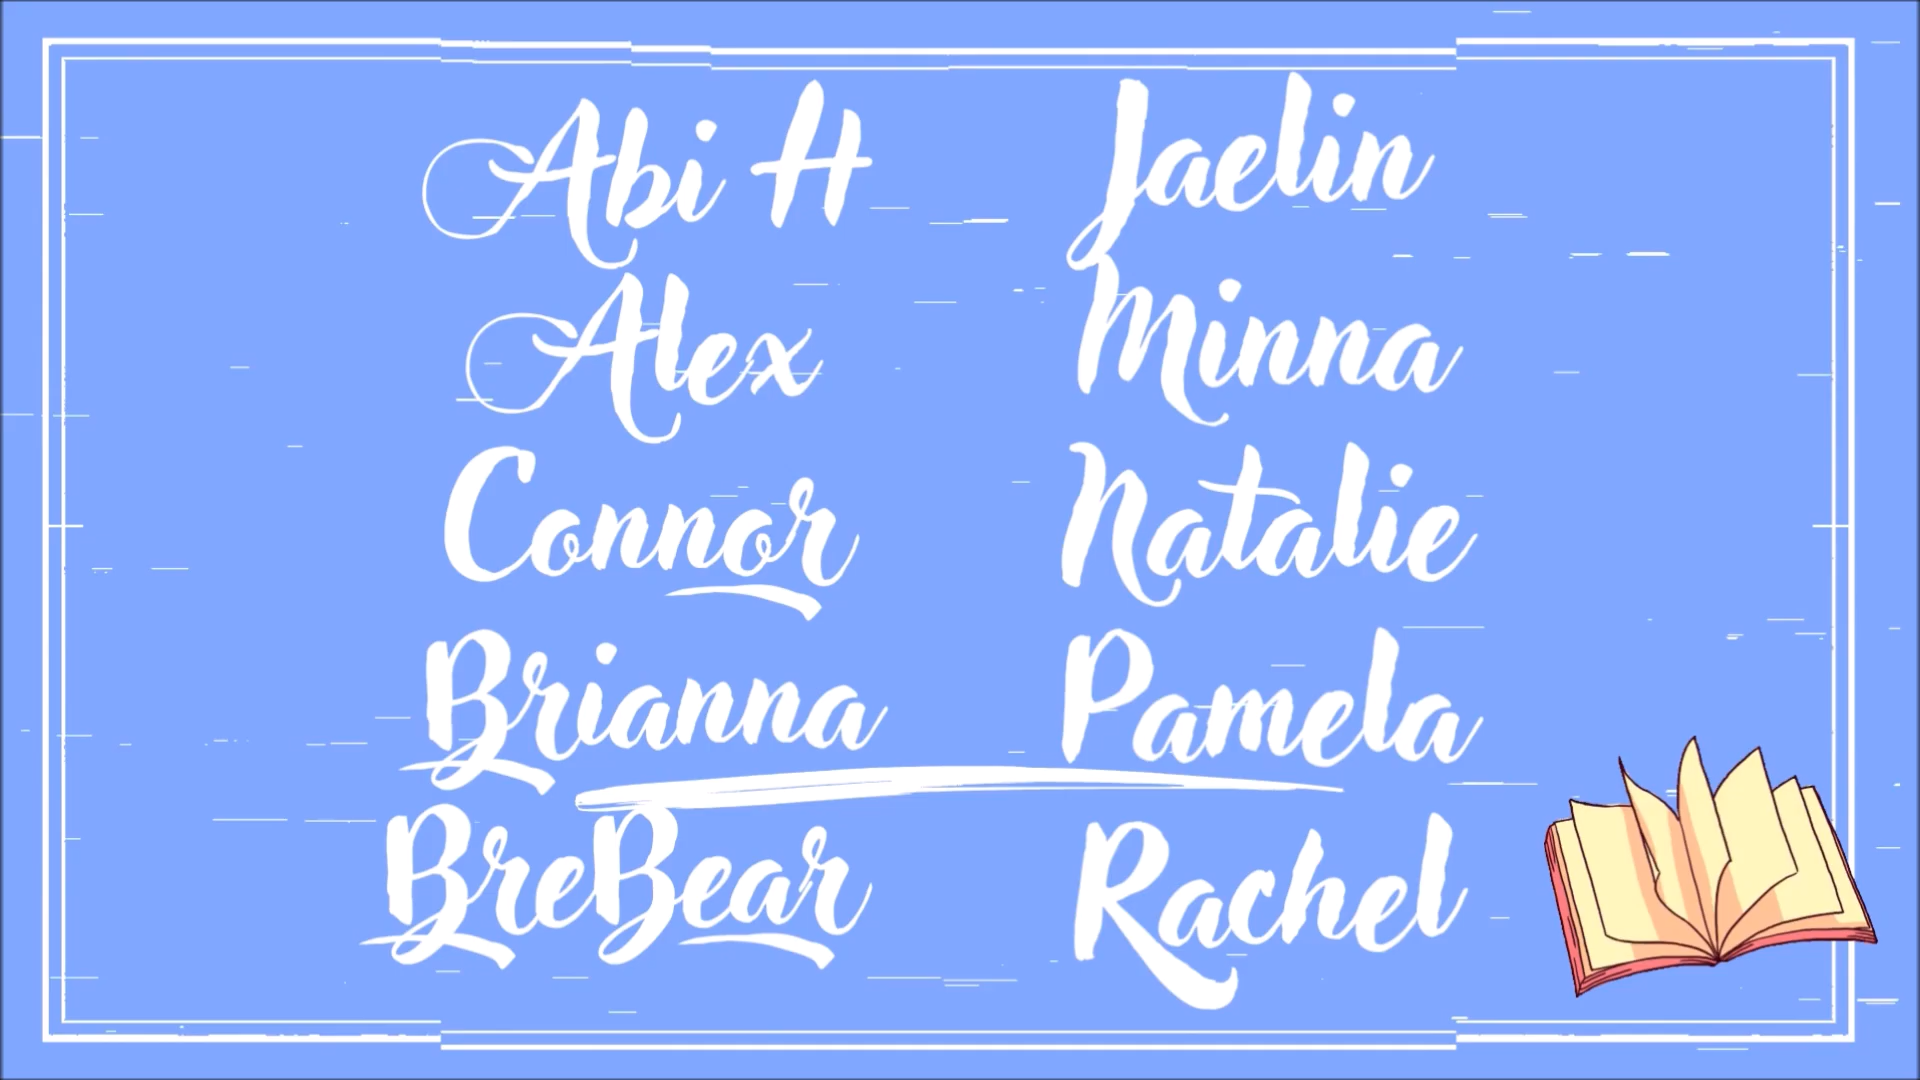 Abi H
Alex
Connor
Brianna
BreBear
Jaelin
Minna
Natalie
Pamela
Rachel